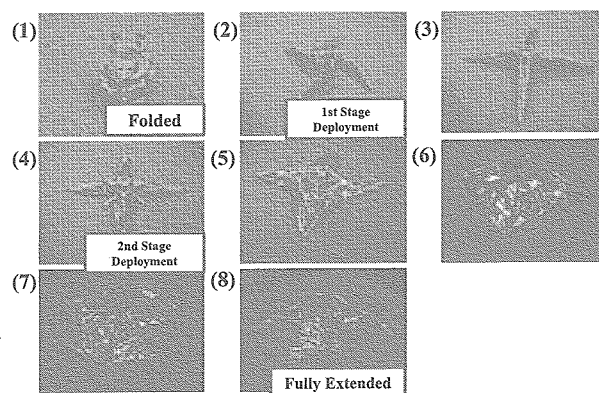 (1)
Folded
(2)
1st Stage
Deployment
(3)
(4)
2nd Stage
Deployment
(5)
(6)
(7)
(8)
Fully Extended